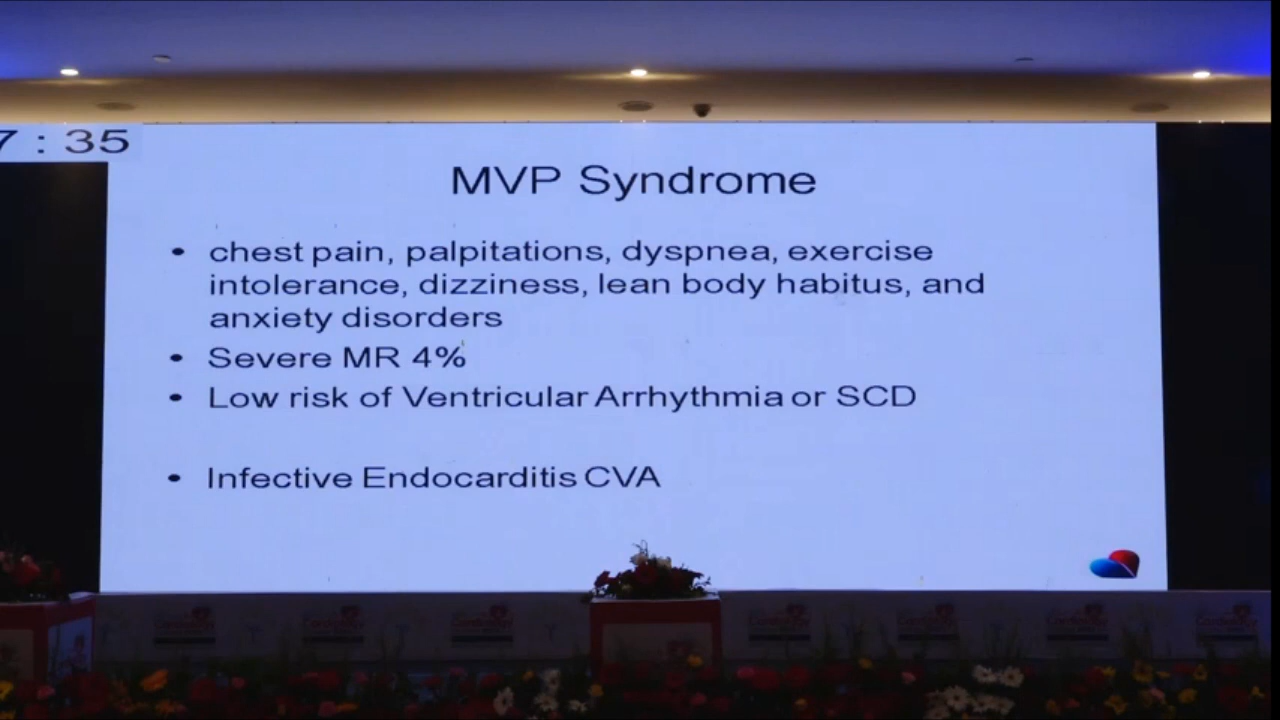 7 : 35
MVP Syndrome
• chest pain, palpitations, dyspnea, exercise
intolerance, dizziness, lean body habitus, and
anxiety disorders
• Severe MR 4%
• Low risk of Ventricular Arrhythmia or SCD
• Infective Endocarditis CVA